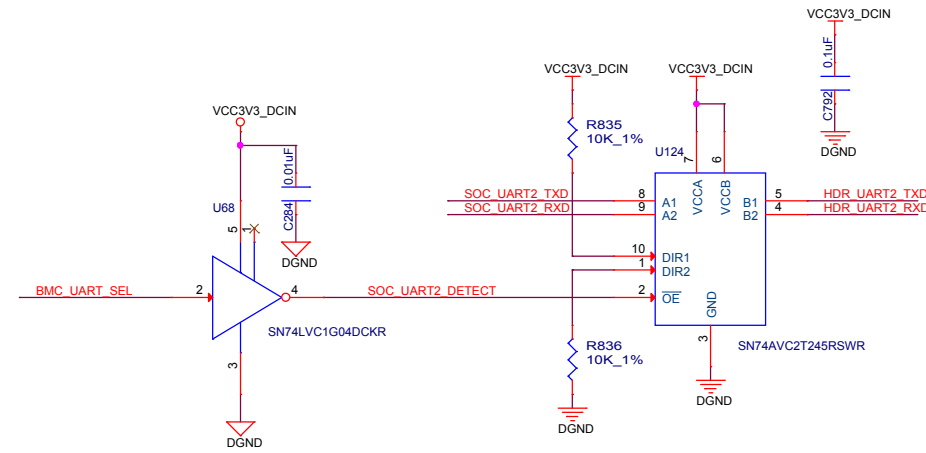 VCC3V3_DCIN
0.1uF
C792
DGND
VCC3V3_DCIN
VCC3V3_DCIN
VCC3V3_DCIN
R835
10K_1%
U124
7
6
0.01uF
C284
DGND
U68
5
1
SOC_UART2_TXD
8
A1
VCCA
VCCB
B1
5
HDR_UART2_TXD
SOC_UART2_RXD
9
A2
B2
4
HDR_UART2_RXD
10
DIR1
1
DIR2
BMC_UART_SEL
2
4
SOC_UART2_DETECT
2
OE
GND
SN74LVC1G04DCKR
3
R836
10K_1%
3
SN74AVC2T245RSWR
DGND
DGND
DGND